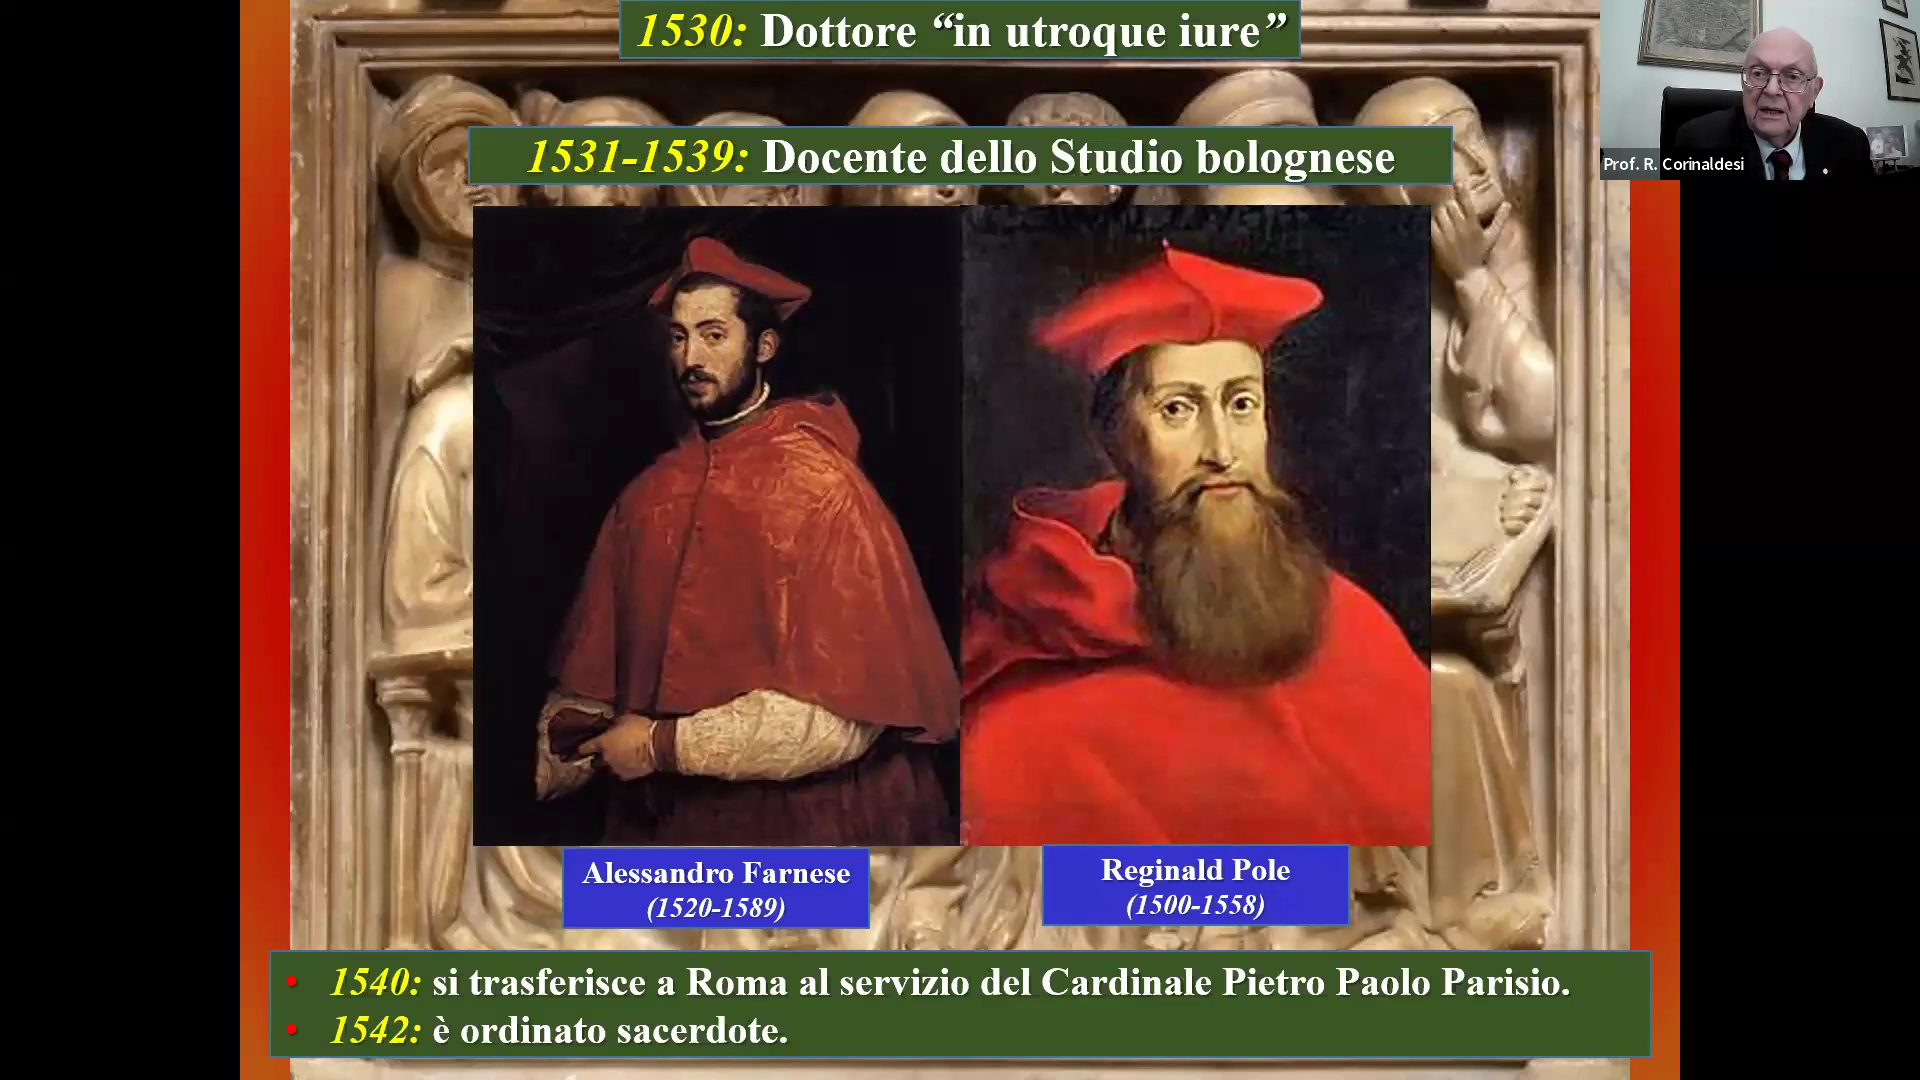 1530: Dottore “in utroque iure”
Prof. R. Corinaldesi
1531-1539: Docente dello Studio bolognese
Alessandro Farnese
(1520-1589)
Reginald Pole
(1500-1558)
• 1540: si trasferisce a Roma al servizio del Cardinale Pietro Paolo Parisio.
• 1542: è ordinato sacerdote.